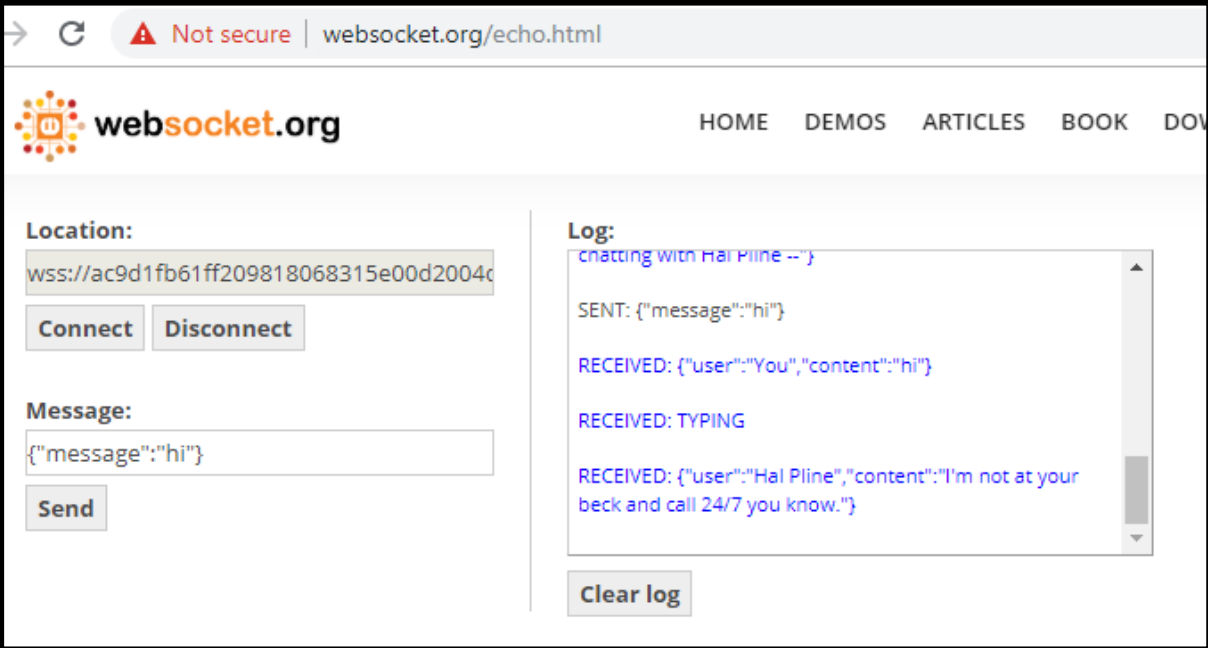 Not secure | websocket.org/echo.html
websocket.org
HOME DEMOS ARTICLES BOOK DOW
Location:
wss://ac9d1fb61ff209818068315e00d2004c
Connect Disconnect
Message:
{"message":"hi"}
Send
Log:
chatting with Hal Pline --"}
SENT: {"message":"hi"}
RECEIVED: {"user":"You","content":"hi"}
RECEIVED: TYPING
RECEIVED: {"user":"Hal Pline","content":"I'm not at your
beck and call 24/7 you know."}
Clear log